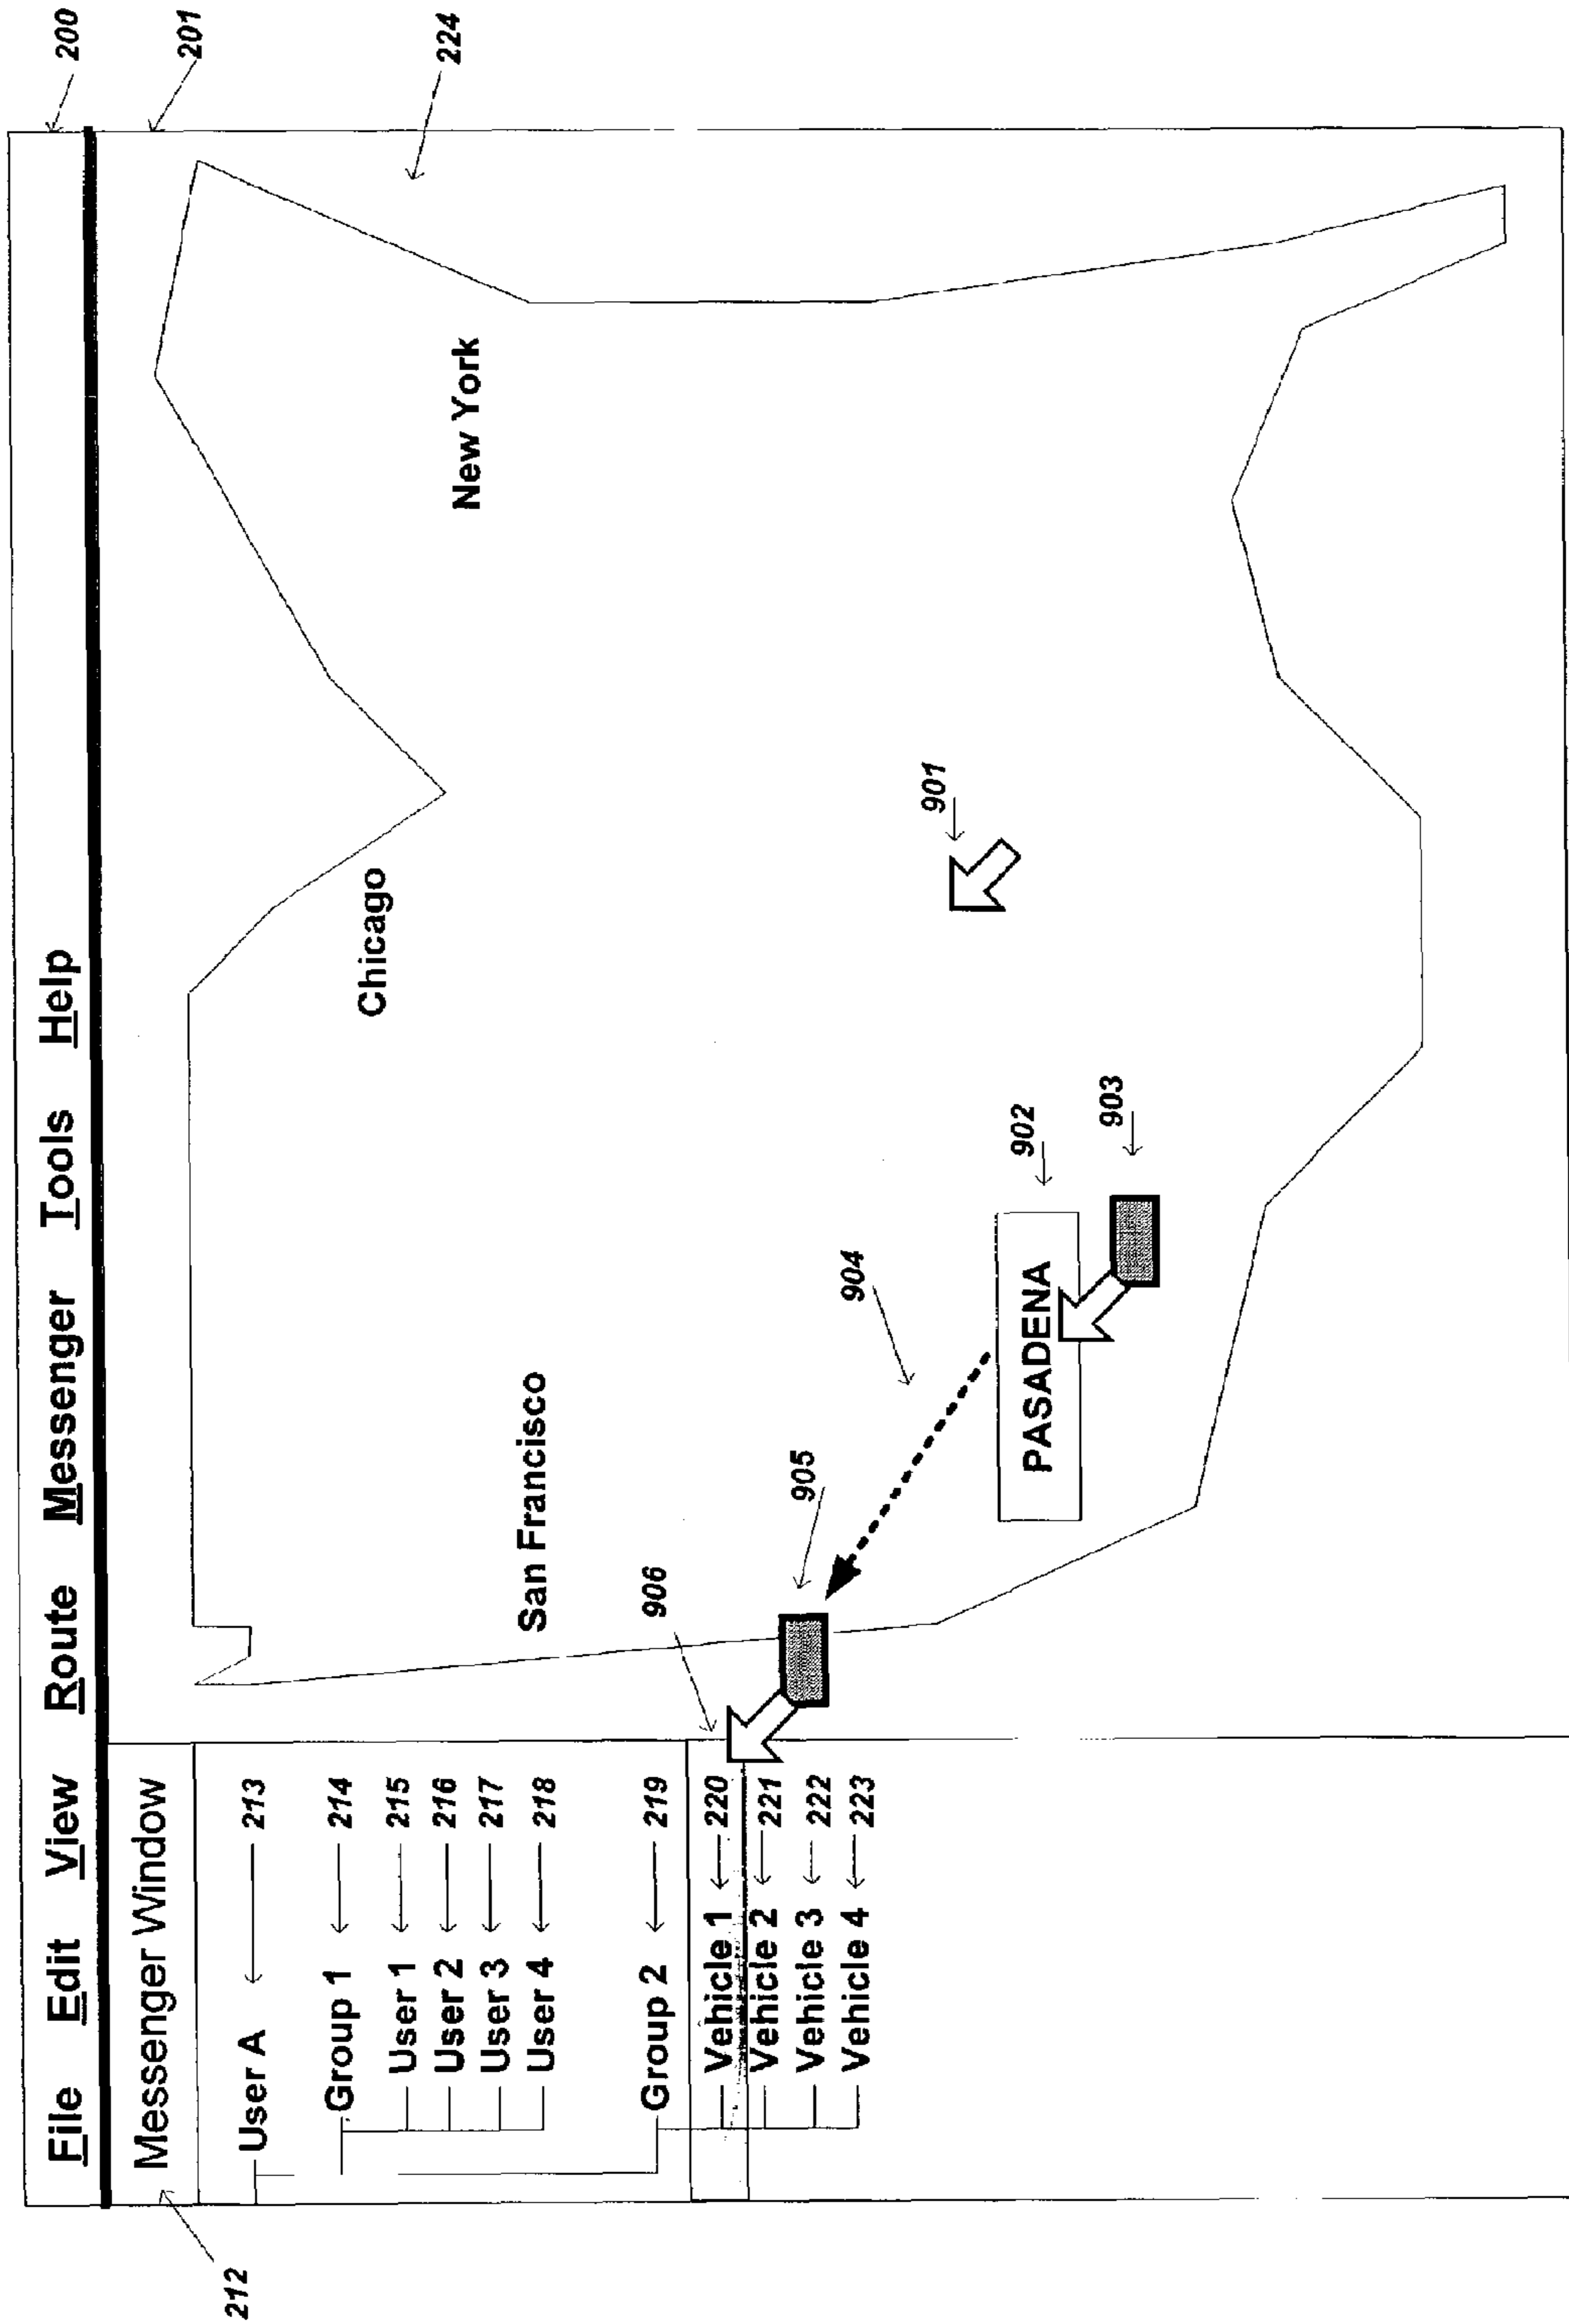 File Edit View Route Messenger Tools Help
200
201
Messenger Window
212
224
User A 213
Group 1 214
User 1 215
User 2 216
User 3 217
User 4 218
Group 2 219
Vehicle 1 220
Vehicle 2 221
Vehicle 3 222
Vehicle 4 223
Chicago
New York
San Francisco
906
905
904
901
PASADENA
902
903